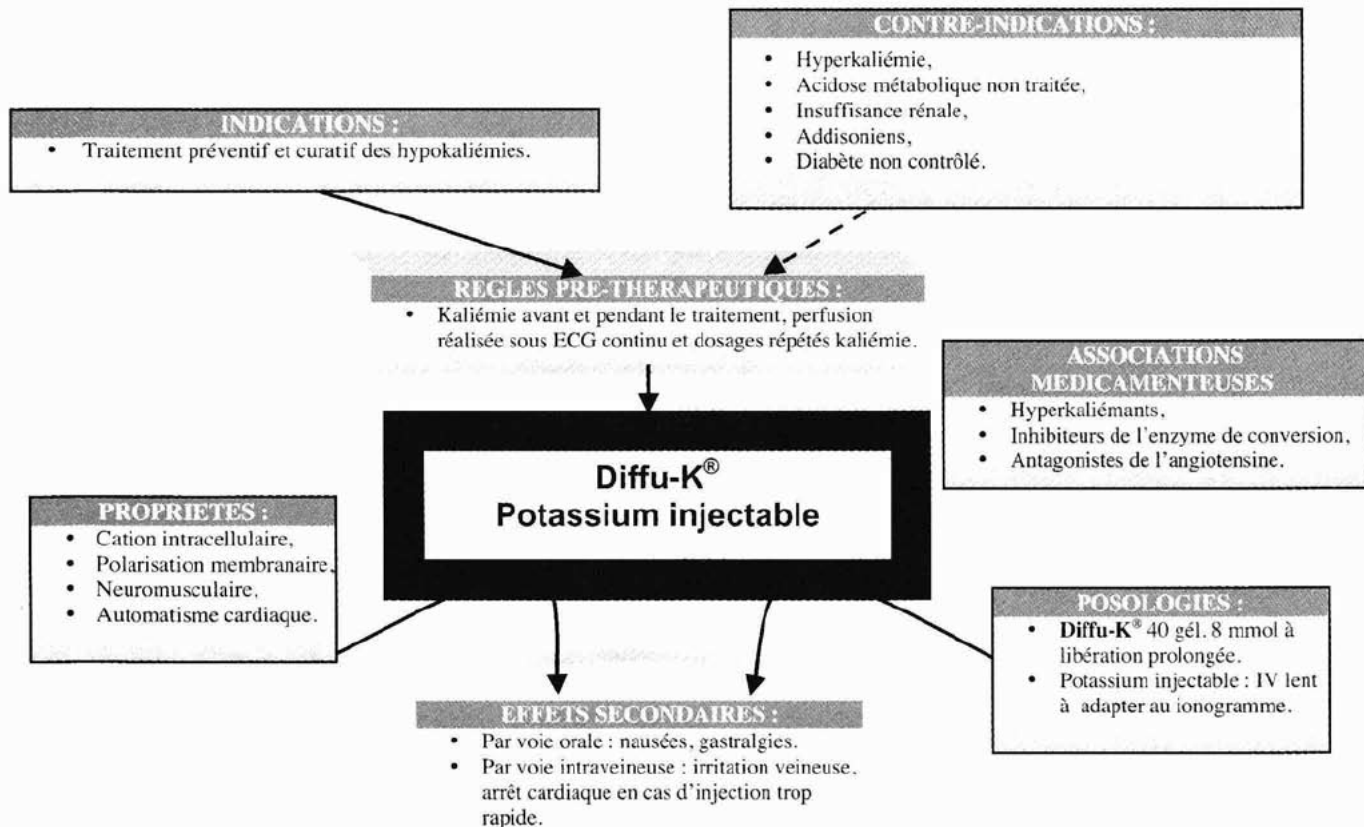 CONTRE-INDICATIONS :
• Hyperkaliémie,
• Acidose métabolique non traitée,
• Insuffisance rénale,
• Addisoniens,
• Diabète non contrôlé.
INDICATIONS :
• Traitement préventif et curatif des hypokaliémies.
REGLES PRE-THERAPEUTIQUES :
• Kaliémie avant et pendant le traitement, perfusion
réalisée sous ECG continu et dosages répétés kaliémie.
ASSOCIATIONS
MEDICAMENTEUSES
• Hyperkaliémants,
• Inhibiteurs de l'enzyme de conversion,
• Antagonistes de l'angiotensine.
Diffu-K®
Potassium injectable
PROPRIETES :
• Cation intracellulaire,
• Polarisation membranaire,
• Neuromusculaire,
• Automatisme cardiaque.
POSOLOGIES :
• Diffu-K® 40 gél. 8 mmol à
libération prolongée.
• Potassium injectable : IV lent
à adapter au ionogramme.
EFFETS SECONDAIRES :
• Par voie orale : nausées, gastralgies.
• Par voie intraveineuse : irritation veineuse,
arrêt cardiaque en cas d'injection trop
rapide.